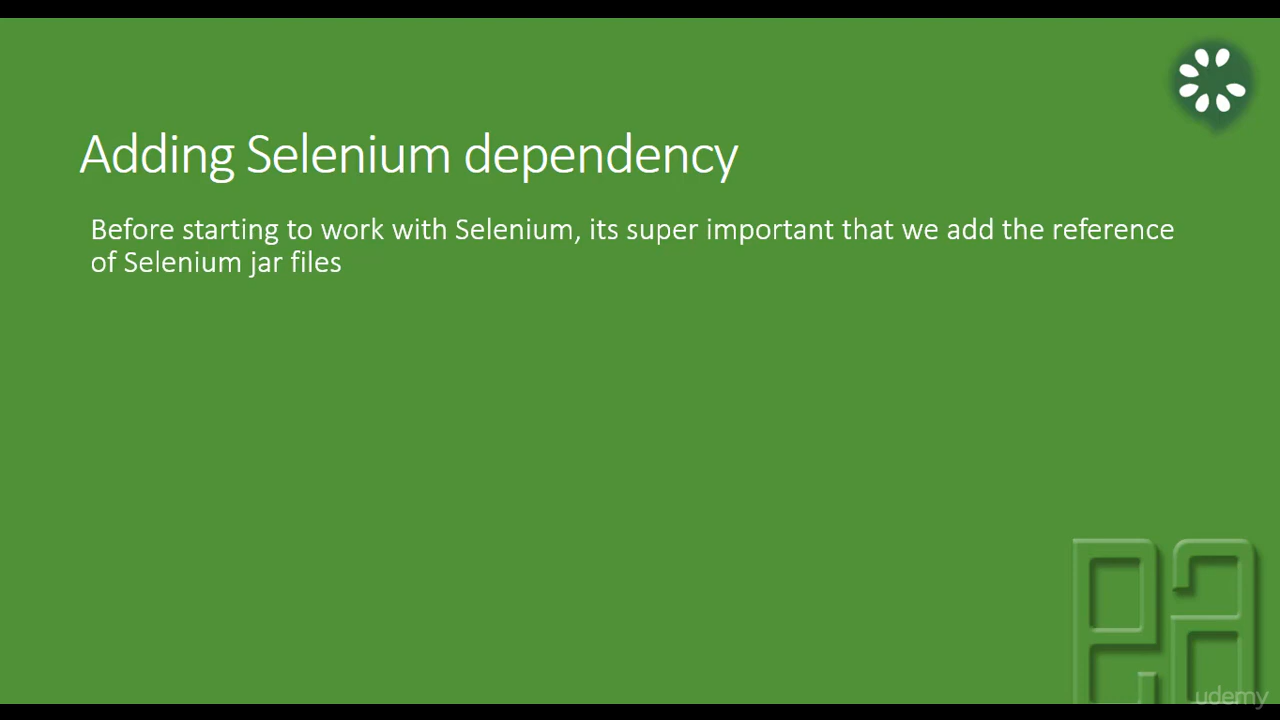 Adding Selenium dependency
Before starting to work with Selenium, its super important that we add the reference
of Selenium jar files
ea
udemy